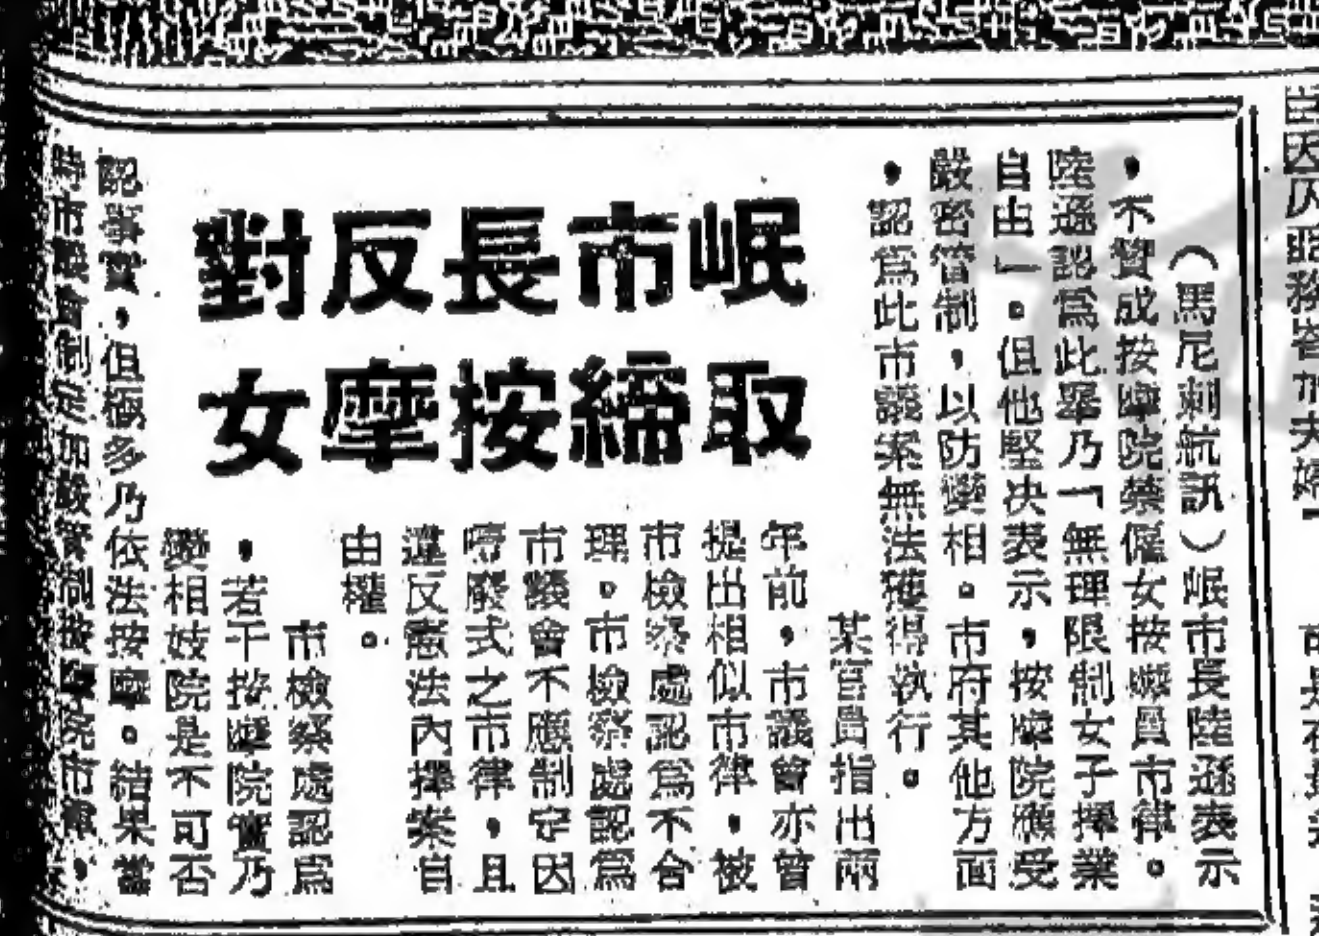 岷市長反對
取締按摩女
（馬尼剌航訊）岷市長陸遜表示
，不贊成按摩院禁僱女按摩員市律。
陸遜認爲此舉乃「無理限制女子擇業
自由」。但他堅决表示，按摩院應受
嚴密管制，以防變相。市府其他方面
，認爲此市議案無法獲得執行。
某官員指出兩
年前，市議會亦曾
提出相似市律，被
市檢察處認爲不合
理。市檢察處認爲
市議會不應制定因
噎廢式之市律，且
違反憲法內擇業自
由權。
市檢察處認爲
，若干按摩院實乃
變相妓院是不可否
認事實，但極多乃依法按摩。結果當
時市議會制定加嚴管制按摩院市律，